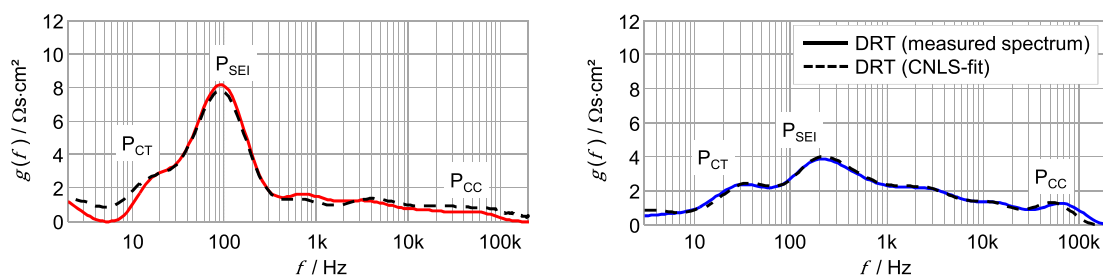 12
10
8
6
4
2
0
g(f) / Ωs·cm²
P_CT
P_SEI
P_CC
10
100
1k
10k
100k
f / Hz
12
10
8
6
4
2
0
g(f) / Ωs·cm²
DRT (measured spectrum)
DRT (CNLS-fit)
P_CT
P_SEI
P_CC
10
100
1k
10k
100k
f / Hz